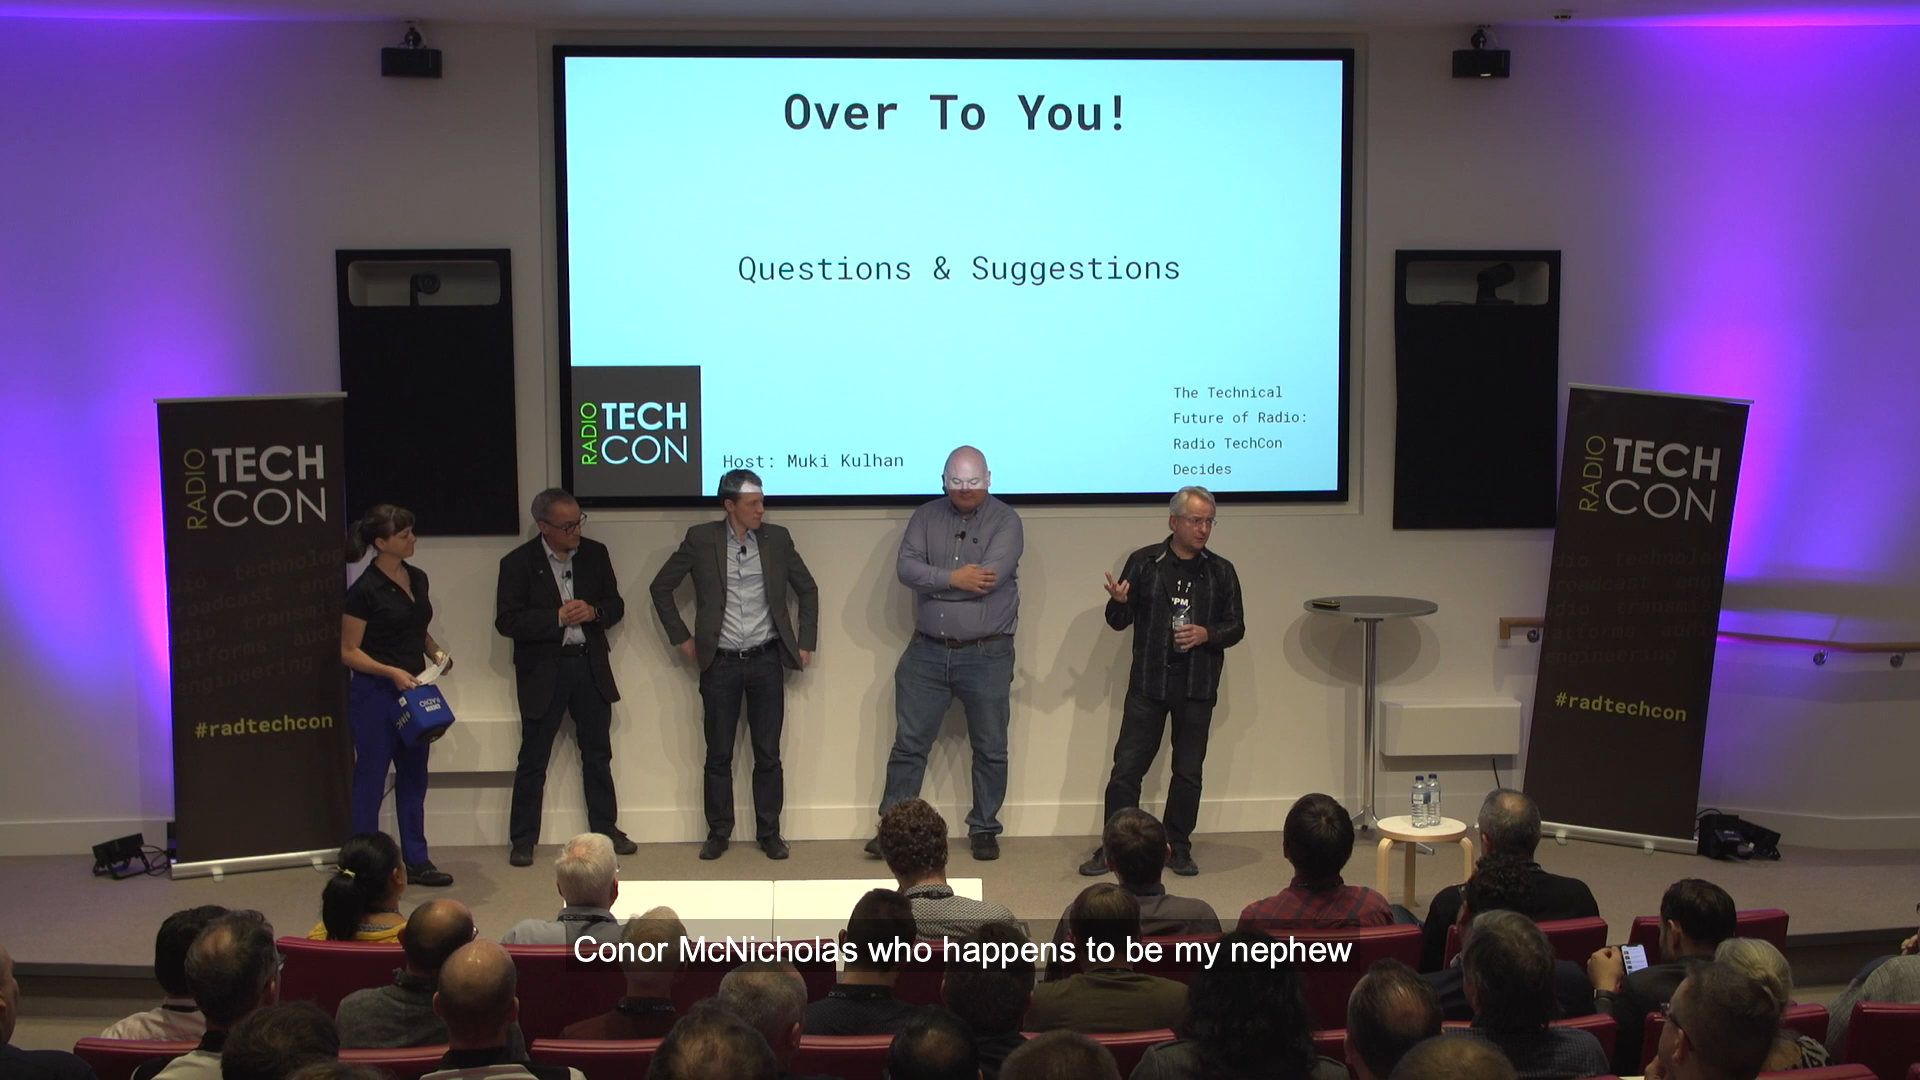 Over To You!
Questions & Suggestions
RADIO
TECH
CON
Host: Muki Kulhan
The Technical
Future of Radio:
Radio TechCon
Decides
RADIO
TECH
CON
#radtechcon
RADIO
TECH
CON
#radtechcon
Conor McNicholas who happens to be my nephew